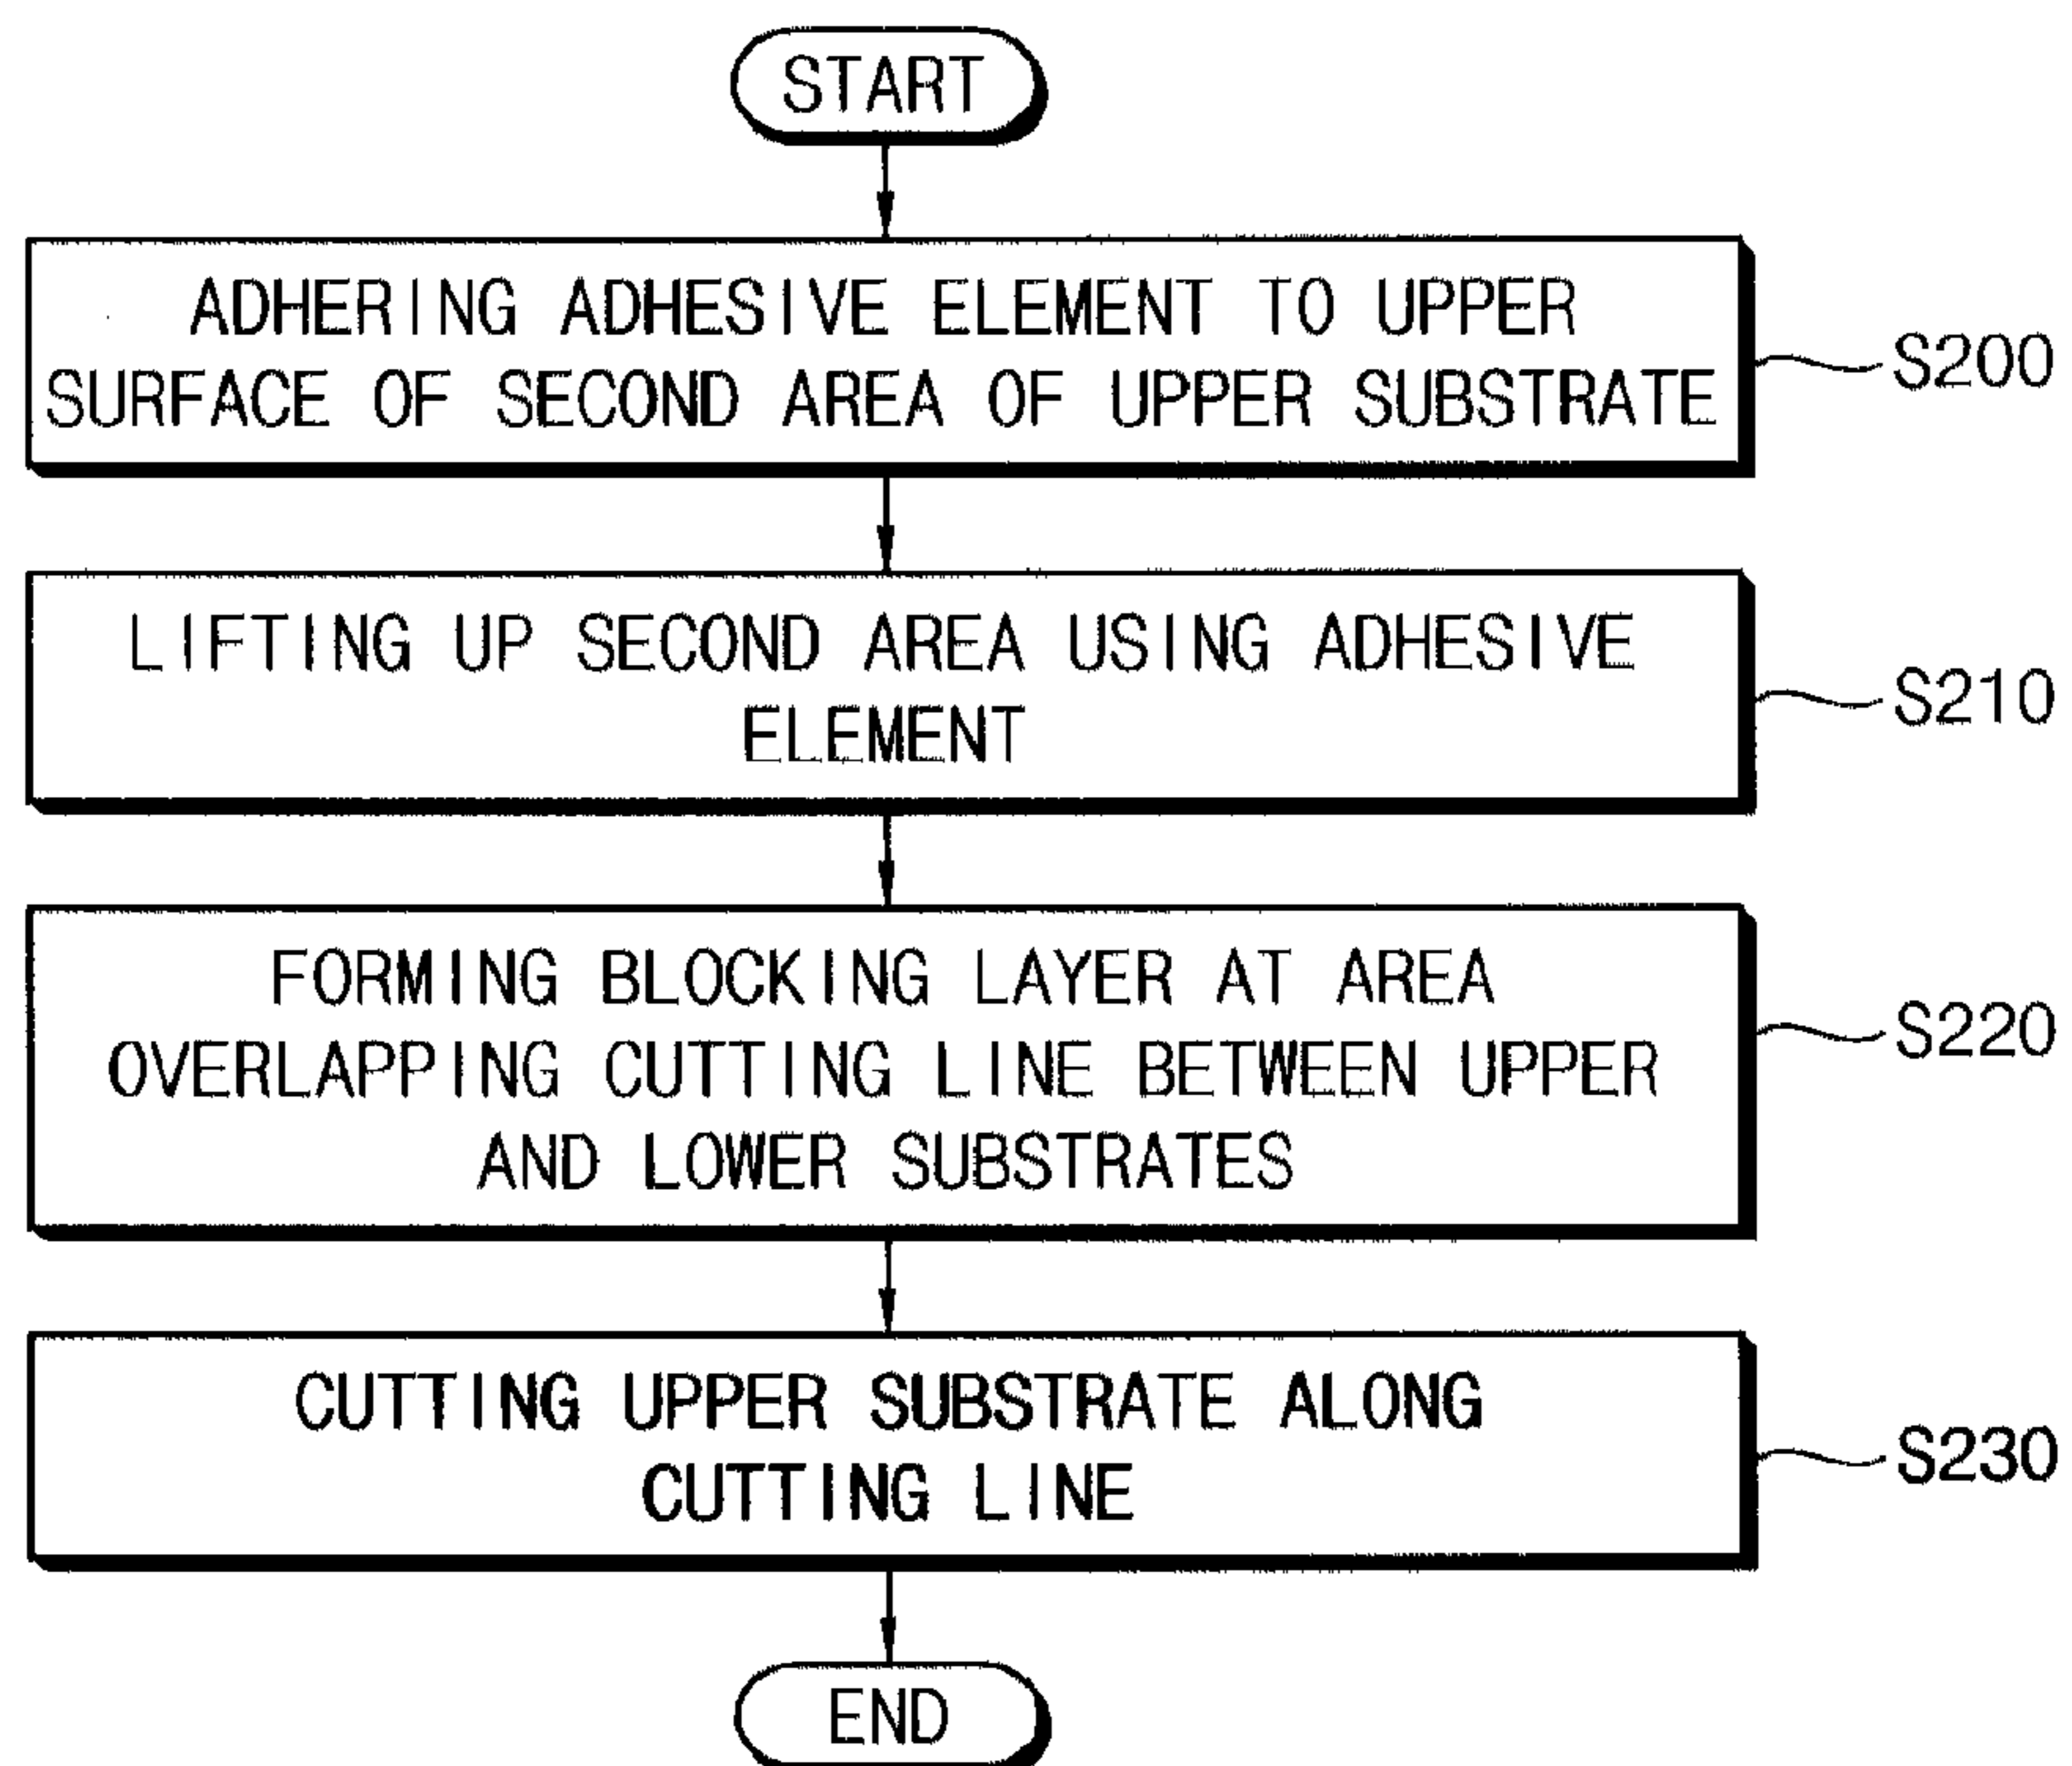 START
ADHERING ADHESIVE ELEMENT TO UPPER
SURFACE OF SECOND AREA OF UPPER SUBSTRATE
S200
LIFTING UP SECOND AREA USING ADHESIVE
ELEMENT
S210
FORMING BLOCKING LAYER AT AREA
OVERLAPPING CUTTING LINE BETWEEN UPPER
AND LOWER SUBSTRATES
S220
CUTTING UPPER SUBSTRATE ALONG
CUTTING LINE
S230
END